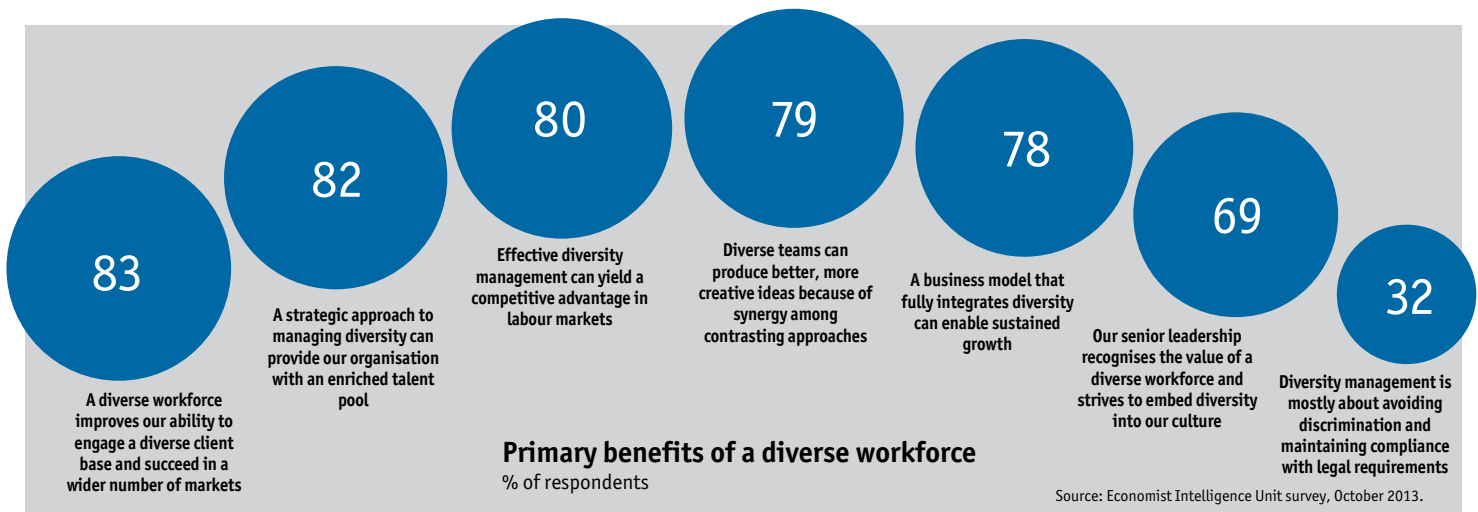 83
A diverse workforce
improves our ability to
engage a diverse client
base and succeed in a
wider number of markets
82
A strategic approach to
managing diversity can
provide our organisation
with an enriched talent
pool
80
Effective diversity
management can yield a
competitive advantage in
labour markets
79
Diverse teams can
produce better, more
creative ideas because of
synergy among
contrasting approaches
78
A business model that
fully integrates diversity
can enable sustained
growth
69
Our senior leadership
recognises the value of a
diverse workforce and
strives to embed diversity
into our culture
32
Diversity management is
mostly about avoiding
discrimination and
maintaining compliance
with legal requirements
Primary benefits of a diverse workforce
% of respondents
Source: Economist Intelligence Unit survey, October 2013.